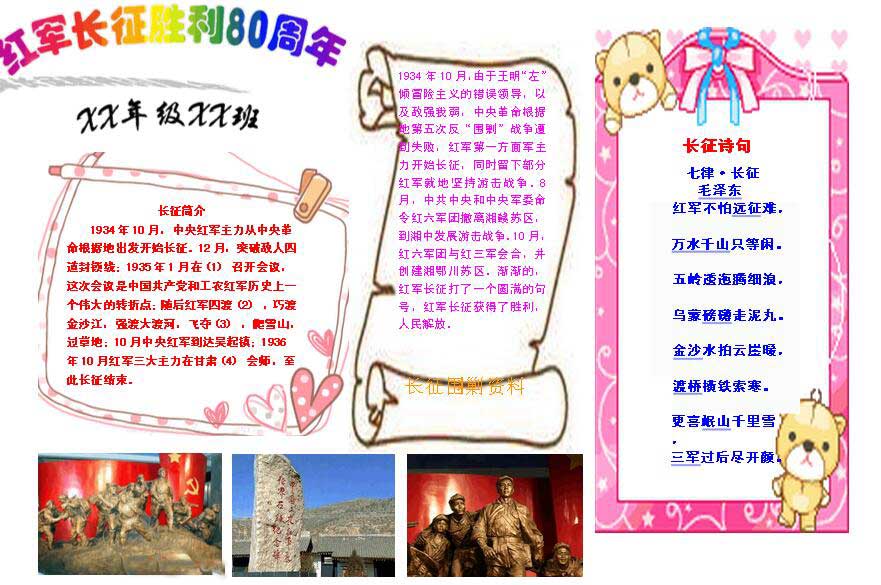 红军长征胜利80周年
XX年级XX班
长征简介
1934年10月，中央红军主力从中央革
命根据地出发开始长征。12月，突破敌人四
道封锁线；1935年1月在(1) 召开会议，
这次会议是中国共产党和工农红军历史上一
个伟大的转折点；随后红军四渡(2)，巧渡
金沙江，强渡大渡河，飞夺(3)，爬雪山，
过草地；10月中央红军到达吴起镇；1936
年10月红军三大主力在甘肃(4) 会师，至
此长征结束。
1934年10月，由于王明“左”
倾冒险主义的错误领导，以
及敌强我弱，中央革命根据
地第五次反“围剿”战争遭
到失败，红军第一方面军主
力开始长征，同时留下部分
红军就地坚持游击战争。8
月，中共中央和中央军委命
令红六军团撤离湘赣苏区，
到湘中发展游击战争。10月，
红六军团与红三军会合，并
创建湘鄂川苏区。渐渐的，
红军长征打了一个圆满的句
号，红军长征获得了胜利，
人民解放。
长征围剿资料
长征诗句
七律·长征
毛泽东
红军不怕远征难，
万水千山只等闲。
五岭逶迤腾细浪，
乌蒙磅礴走泥丸。
金沙水拍云崖暖，
渡桥横铁索寒。
更喜岷山千里雪
，
三军过后尽开颜。